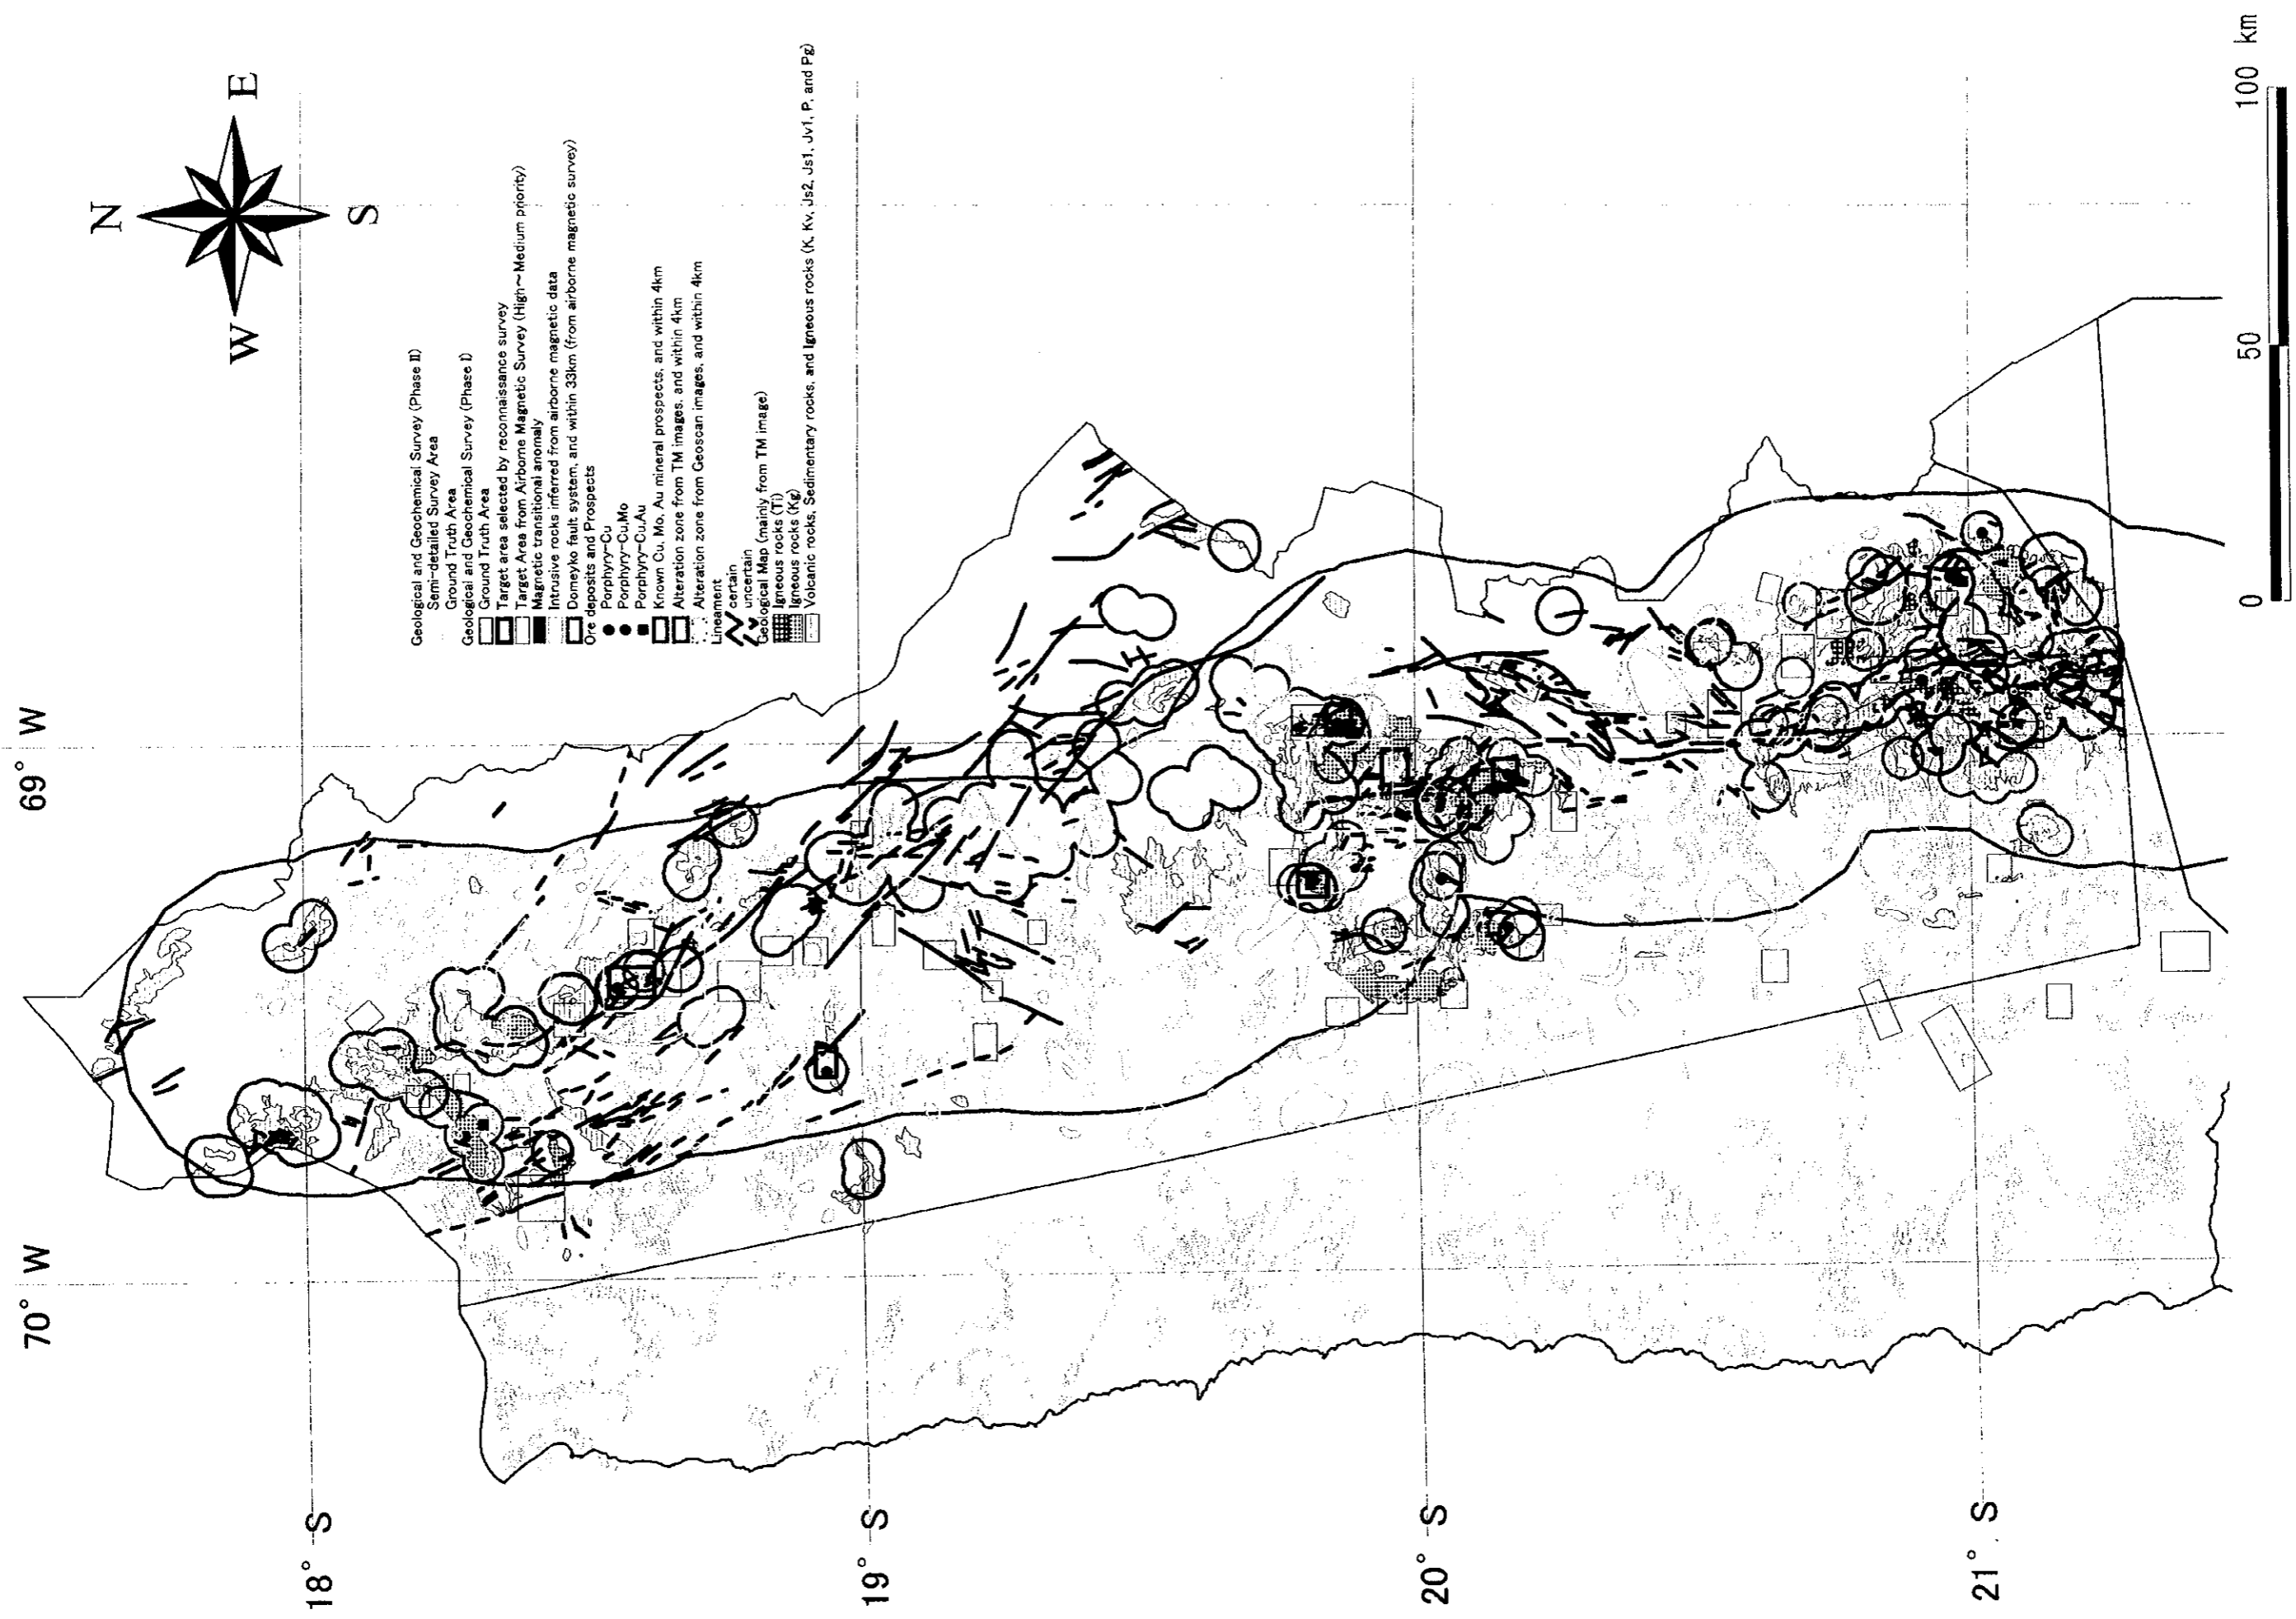 N
W
E
S
70° W
69° W
18° S
19° S
20° S
21° S
Geological and Geochemical Survey (Phase II)
Semi-detailed Survey Area
Ground Truth Area
Geological and Geochemical Survey (Phase I)
Ground Truth Area
Target area selected by reconnaissance survey
Target Area from Airborne Magnetic Survey (High~Medium priority)
Magnetic transitional anomaly
Intrusive rocks inferred from airborne magnetic data
Domeyko fault system, and within 33km (from airborne magnetic survey)
Ore deposits and Prospects
Porphyry-Cu
Porphyry-Cu,Mo
Porphyry-Cu,Au
Known Cu, Mo, Au mineral prospects, and within 4km
Alteration zone from TM images, and within 4km
Alteration zone from Geoscan images, and within 4km
Lineament
certain
uncertain
Geological Map (mainly from TM image)
Igneous rocks (Ti)
Igneous rocks (Kg)
Volcanic rocks, Sedimentary rocks, and Igneous rocks (K, Kv, Js2, Js1, Jv1, P, and Pg)
0 50 100 km